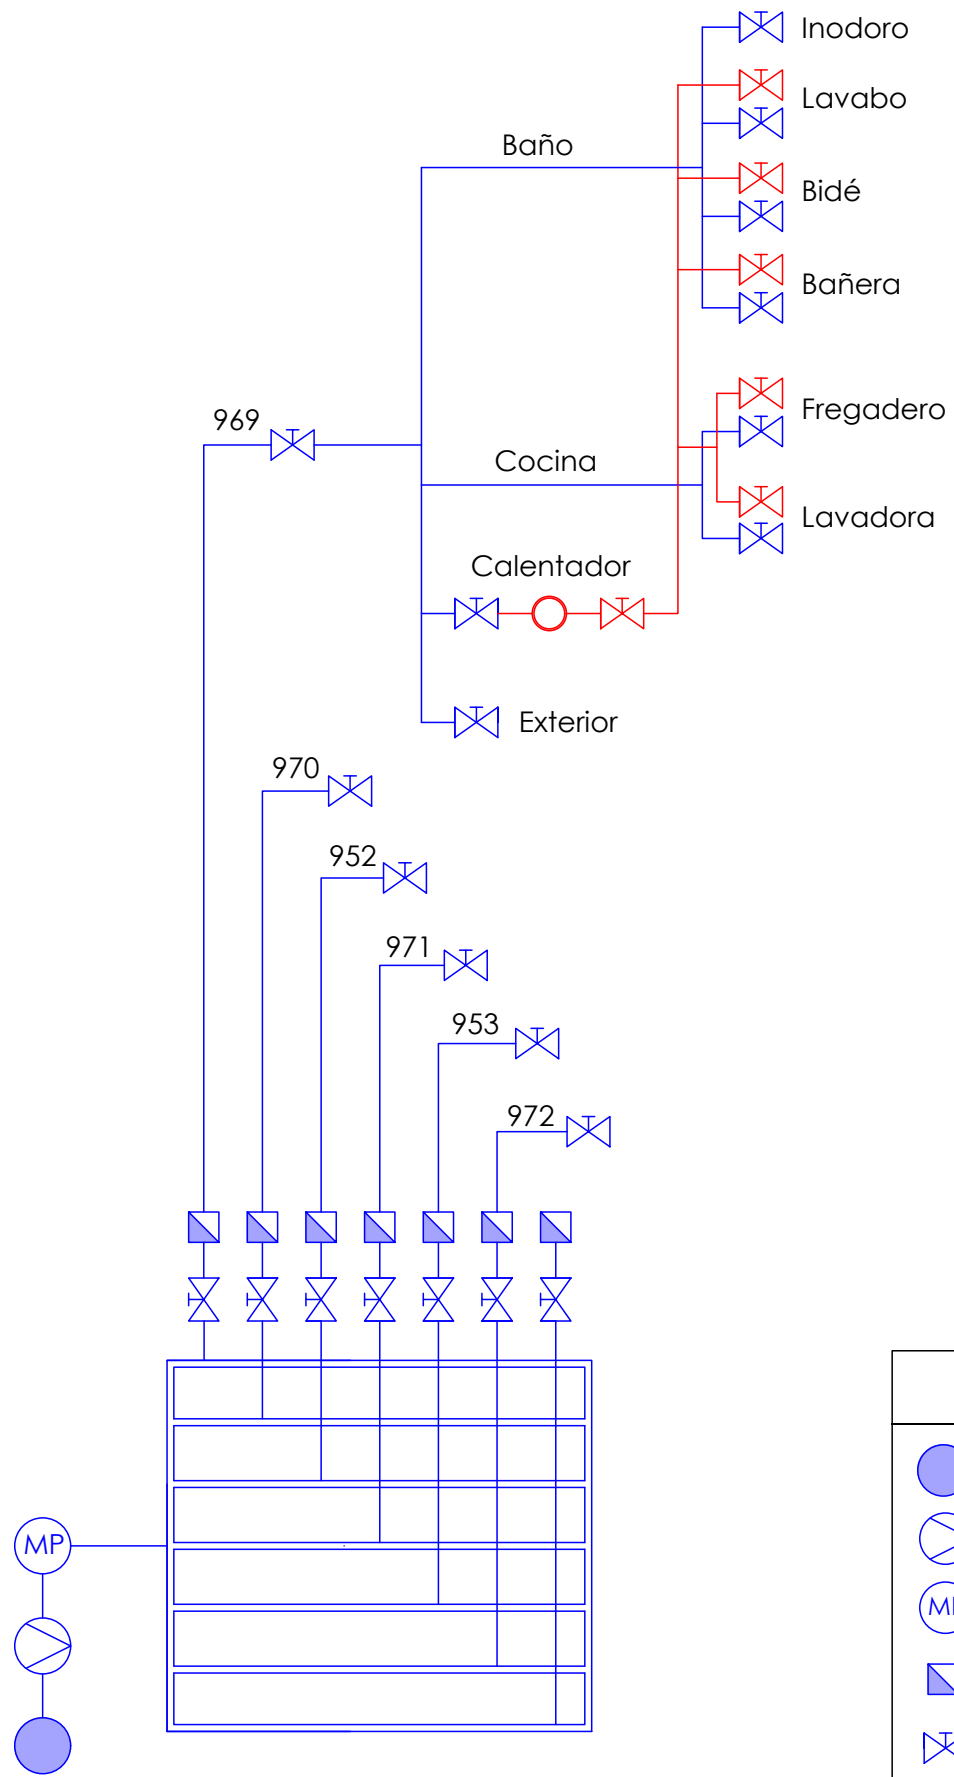 Inodoro
Lavabo
Baño
Bidé
Bañera
Fregadero
969
Cocina
Lavadora
Calentador
Exterior
970
952
971
953
972
MP